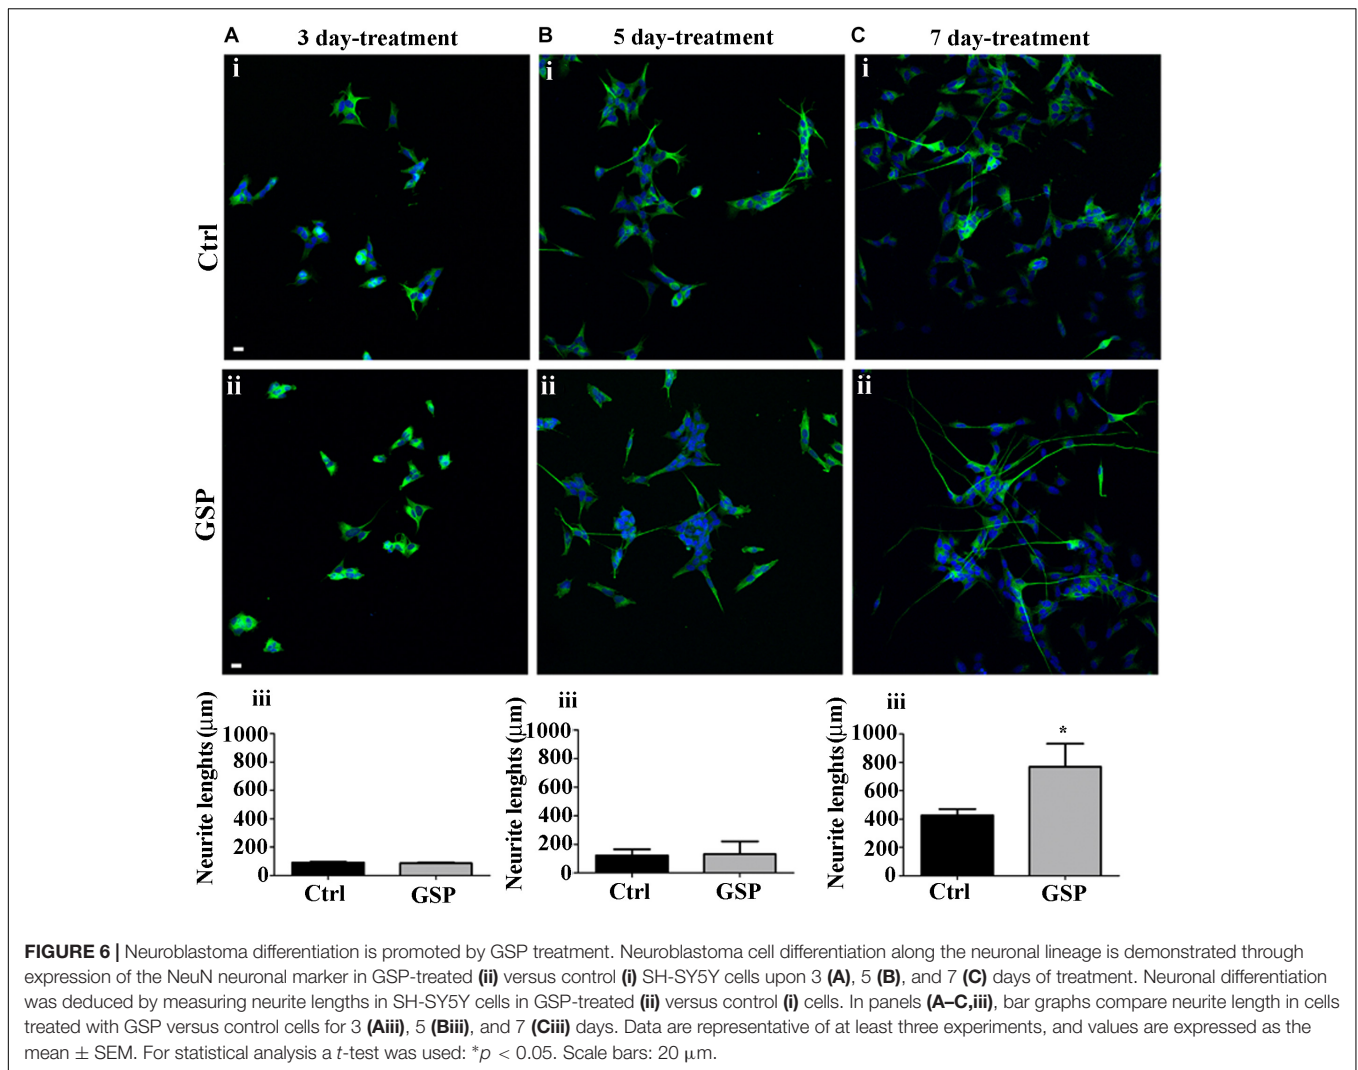 A 3 day-treatment B 5 day-treatment C 7 day-treatment
i i i
Ctrl
ii ii ii
GSP
iii
Neurite lenghts (μm)
1000
800
600
400
200
0
Ctrl GSP
iii
Neurite lenghts (μm)
1000
800
600
400
200
0
Ctrl GSP
iii
Neurite lenghts (μm)
1000
800
600
400
200
0
*
Ctrl GSP
FIGURE 6 | Neuroblastoma differentiation is promoted by GSP treatment. Neuroblastoma cell differentiation along the neuronal lineage is demonstrated through
expression of the NeuN neuronal marker in GSP-treated (ii) versus control (i) SH-SY5Y cells upon 3 (A), 5 (B), and 7 (C) days of treatment. Neuronal differentiation
was deduced by measuring neurite lengths in SH-SY5Y cells in GSP-treated (ii) versus control (i) cells. In panels (A–C,iii), bar graphs compare neurite length in cells
treated with GSP versus control cells for 3 (Aiii), 5 (Biii), and 7 (Ciii) days. Data are representative of at least three experiments, and values are expressed as the
mean ± SEM. For statistical analysis a t-test was used: *p < 0.05. Scale bars: 20 μm.